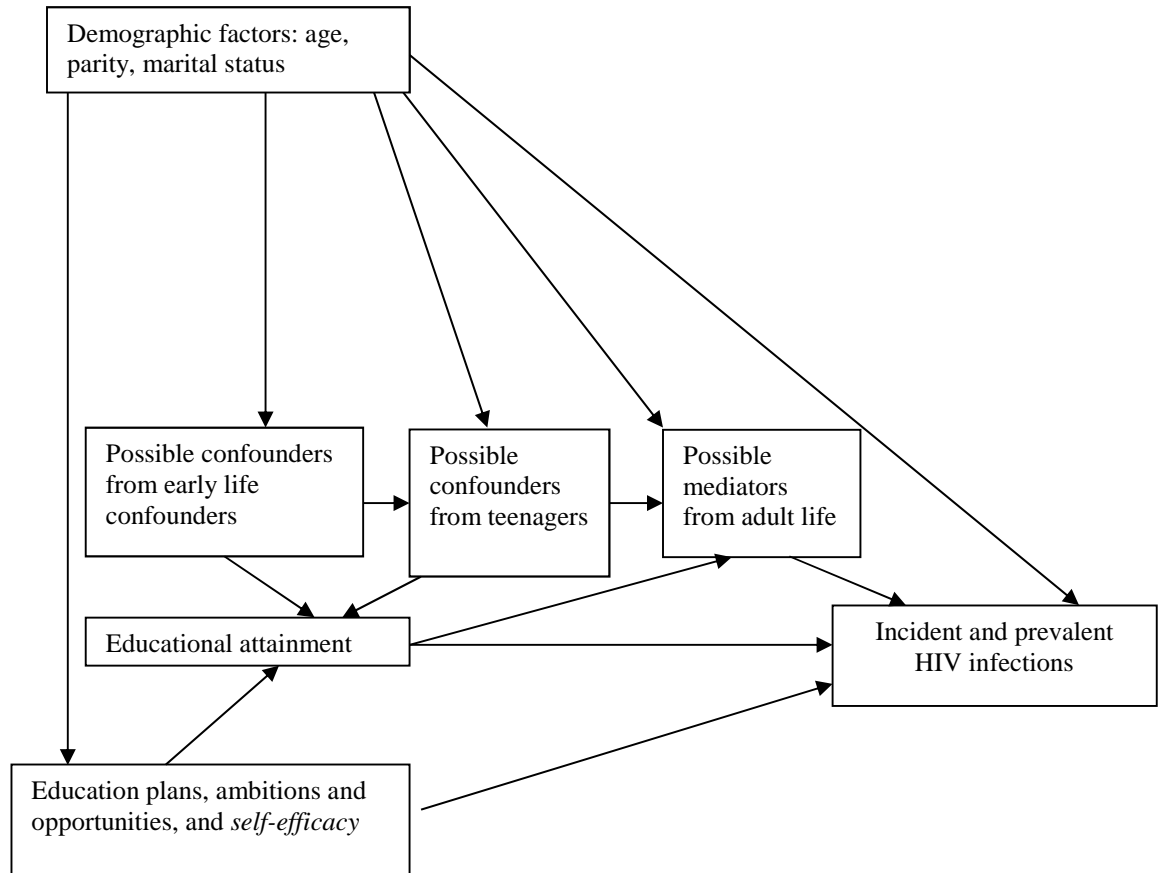 Demographic factors: age,
parity, marital status
Possible confounders
from early life
confounders
Possible
confounders
from teenagers
Possible
mediators
from adult life
Educational attainment
Incident and prevalent
HIV infections
Education plans, ambitions and
opportunities, and self-efficacy